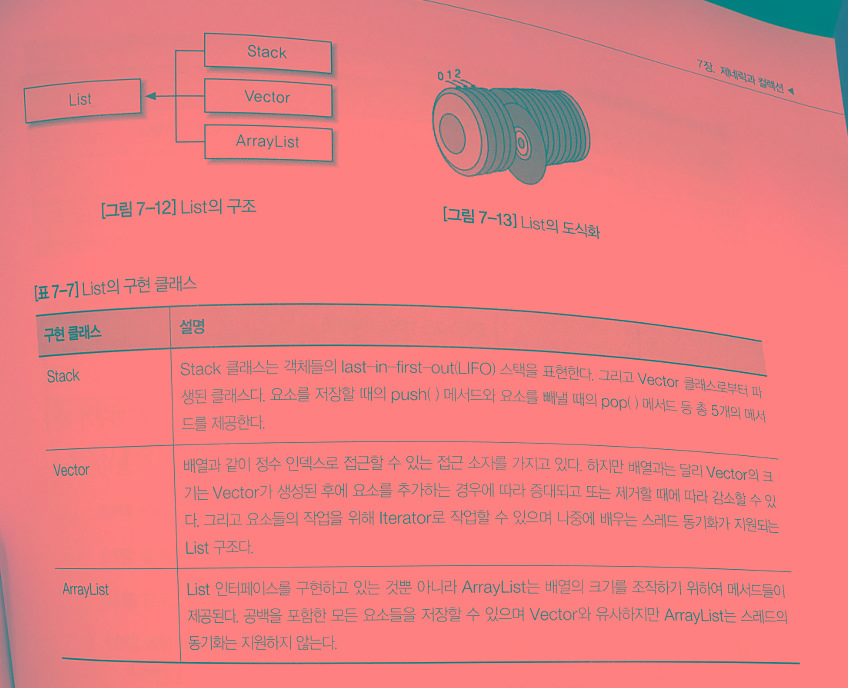 7장. 제네릭과 컬렉션 ◀
Stack
List
Vector
ArrayList
0 1 2
[그림 7-12] List의 구조
[그림 7-13] List의 도식화
[표 7-7] List의 구현 클래스
구현 클래스 설명
Stack
Stack 클래스는 객체들의 last-in-first-out(LIFO) 스택을 표현한다. 그리고 Vector 클래스로부터 파
생된 클래스다. 요소를 저장할 때의 push( ) 메서드와 요소를 빼낼 때의 pop( ) 메서드 등 총 5개의 메서
드를 제공한다.
Vector
배열과 같이 정수 인덱스로 접근할 수 있는 접근 소자를 가지고 있다. 하지만 배열과는 달리 Vector의 크
기는 Vector가 생성된 후에 요소를 추가하는 경우에 따라 증대되고 또는 제거할 때에 따라 감소할 수 있
다. 그리고 요소들의 작업을 위해 Iterator로 작업할 수 있으며 나중에 배우는 스레드 동기화가 지원되는
List 구조다.
ArrayList
List 인터페이스를 구현하고 있는 것뿐 아니라 ArrayList는 배열의 크기를 조작하기 위하여 메서드들이
제공된다. 공백을 포함한 모든 요소들을 저장할 수 있으며 Vector와 유사하지만 ArrayList는 스레드의
동기화는 지원하지 않는다.